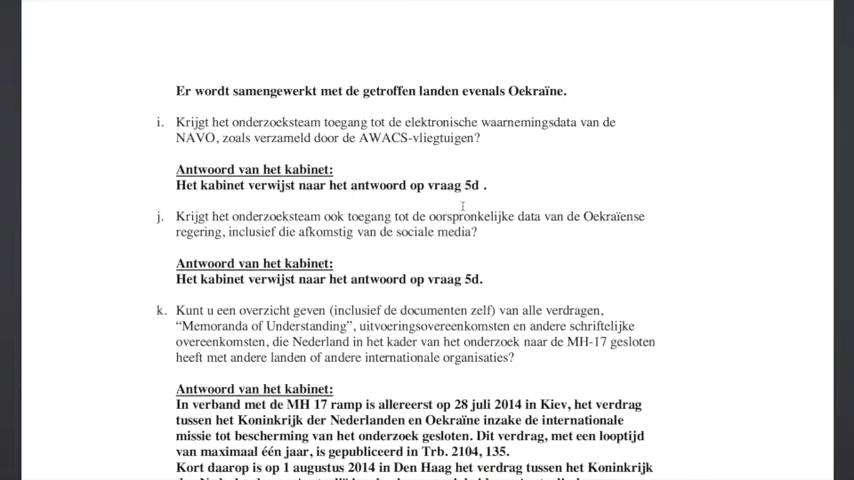 Er wordt samengewerkt met de getroffen landen evenals Oekraïne.
i. Krijgt het onderzoeksteam toegang tot de elektronische waarnemingsdata van de
NAVO, zoals verzameld door de AWACS-vliegtuigen?
Antwoord van het kabinet:
Het kabinet verwijst naar het antwoord op vraag 5d .
j. Krijgt het onderzoeksteam ook toegang tot de oorspronkelijke data van de Oekraïense
regering, inclusief die afkomstig van de sociale media?
Antwoord van het kabinet:
Het kabinet verwijst naar het antwoord op vraag 5d.
k. Kunt u een overzicht geven (inclusief de documenten zelf) van alle verdragen,
“Memoranda of Understanding”, uitvoeringsovereenkomsten en andere schriftelijke
overeenkomsten, die Nederland in het kader van het onderzoek naar de MH-17 gesloten
heeft met andere landen of andere internationale organisaties?
Antwoord van het kabinet:
In verband met de MH 17 ramp is allereerst op 28 juli 2014 in Kiev, het verdrag
tussen het Koninkrijk der Nederlanden en Oekraïne inzake de internationale
missie tot bescherming van het onderzoek gesloten. Dit verdrag, met een looptijd
van maximaal één jaar, is gepubliceerd in Trb. 2104, 135.
Kort daarop is op 1 augustus 2014 in Den Haag het verdrag tussen het Koninkrijk